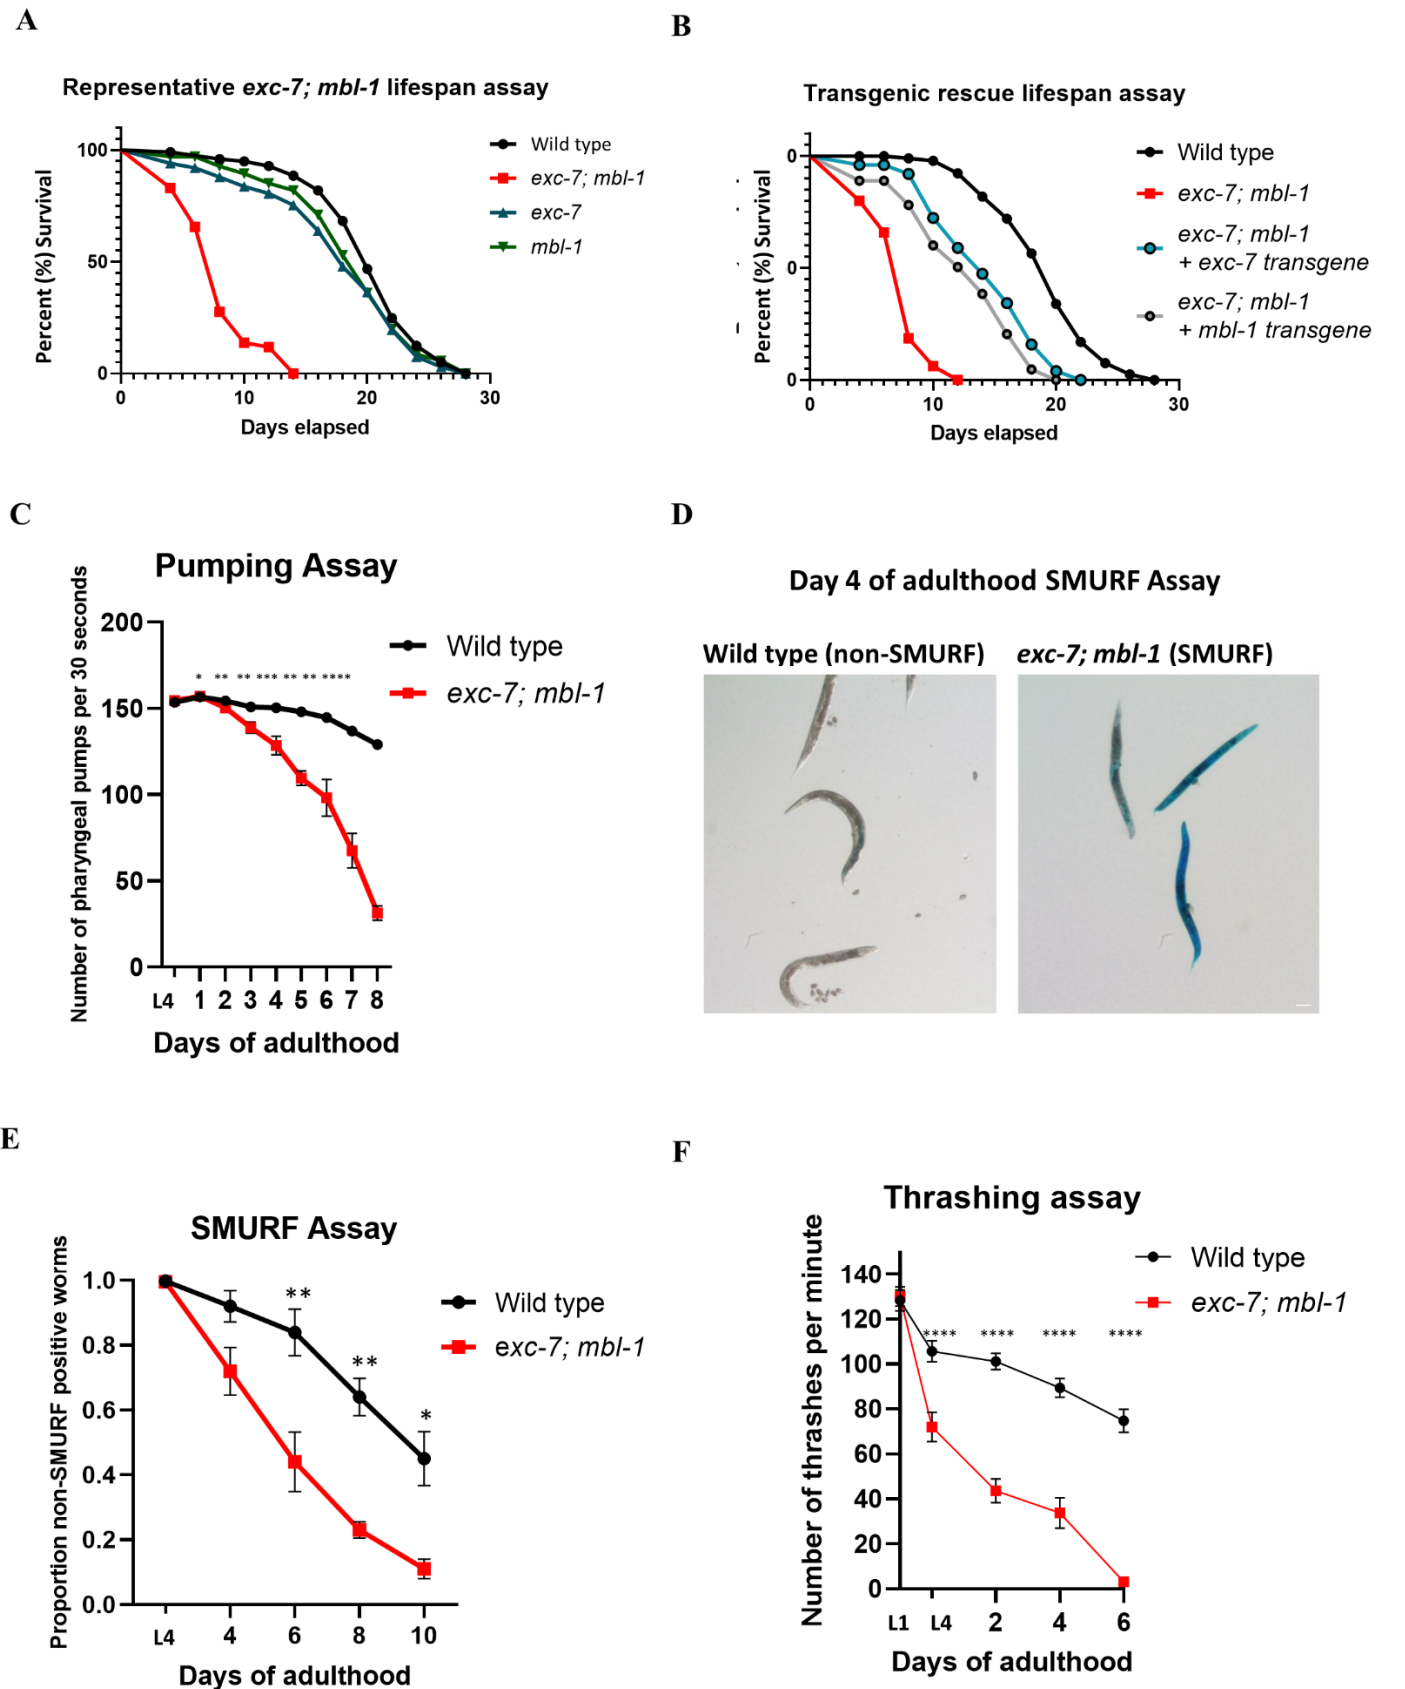 A
Representative exc-7; mbl-1 lifespan assay
Percent (%) Survival
100
50
0
0 10 20 30
Days elapsed
Wild type
exc-7; mbl-1
exc-7
mbl-1
B
Transgenic rescue lifespan assay
Percent (%) Survival
0
0
0
0 10 20 30
Days elapsed
Wild type
exc-7; mbl-1
exc-7; mbl-1
+ exc-7 transgene
exc-7; mbl-1
+ mbl-1 transgene
C
Pumping Assay
Number of pharyngeal pumps per 30 seconds
200
150
100
50
0
* ** ** *** ** ** ****
L4 1 2 3 4 5 6 7 8
Days of adulthood
Wild type
exc-7; mbl-1
D
Day 4 of adulthood SMURF Assay
Wild type (non-SMURF)
exc-7; mbl-1 (SMURF)
E
SMURF Assay
Proportion non-SMURF positive worms
1.0
0.8
0.6
0.4
0.2
0.0
**
**
*
L4 4 6 8 10
Days of adulthood
Wild type
exc-7; mbl-1
F
Thrashing assay
Number of thrashes per minute
140
120
100
80
60
40
20
0
**** **** **** ****
L1 L4 2 4 6
Days of adulthood
Wild type
exc-7; mbl-1